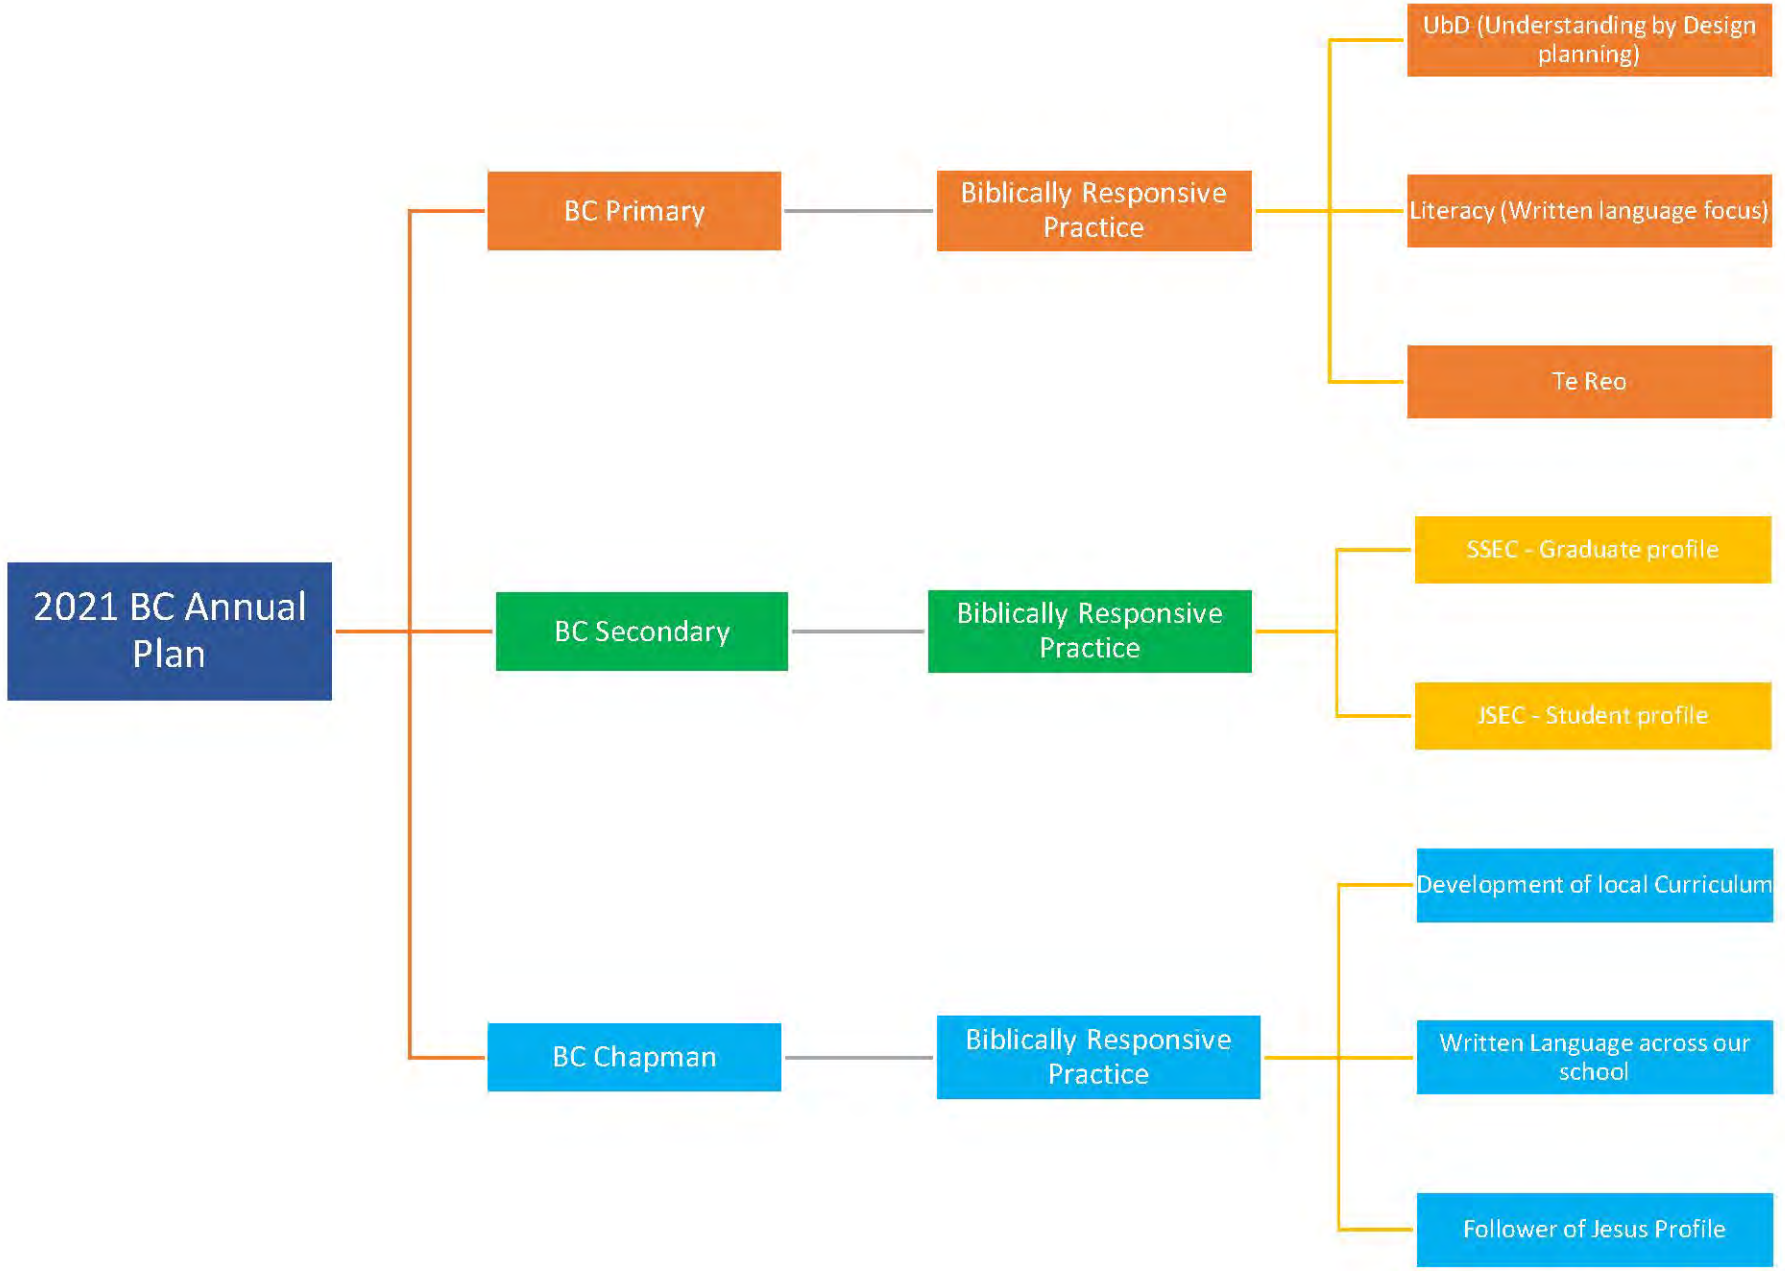 2021 BC Annual
Plan
BC Primary
Biblically Responsive
Practice
UbD (Understanding by Design
planning)
Literacy (Written language focus)
Te Reo
BC Secondary
Biblically Responsive
Practice
SSEC - Graduate profile
JSEC - Student profile
BC Chapman
Biblically Responsive
Practice
Development of local Curriculum
Written Language across our
school
Follower of Jesus Profile